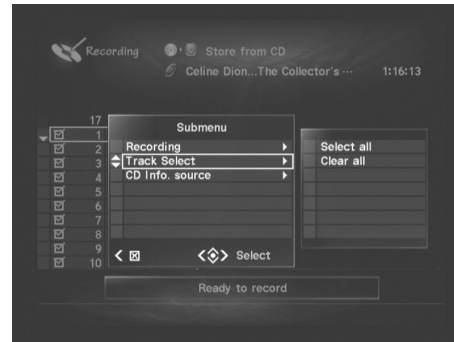 Recording
Store from CD
Celine Dion...The Collector's ...
1:16:13
17
1
2
3
4
5
6
7
8
9
10
Submenu
Recording
Track Select
CD Info. source
Select
Select all
Clear all
Ready to record